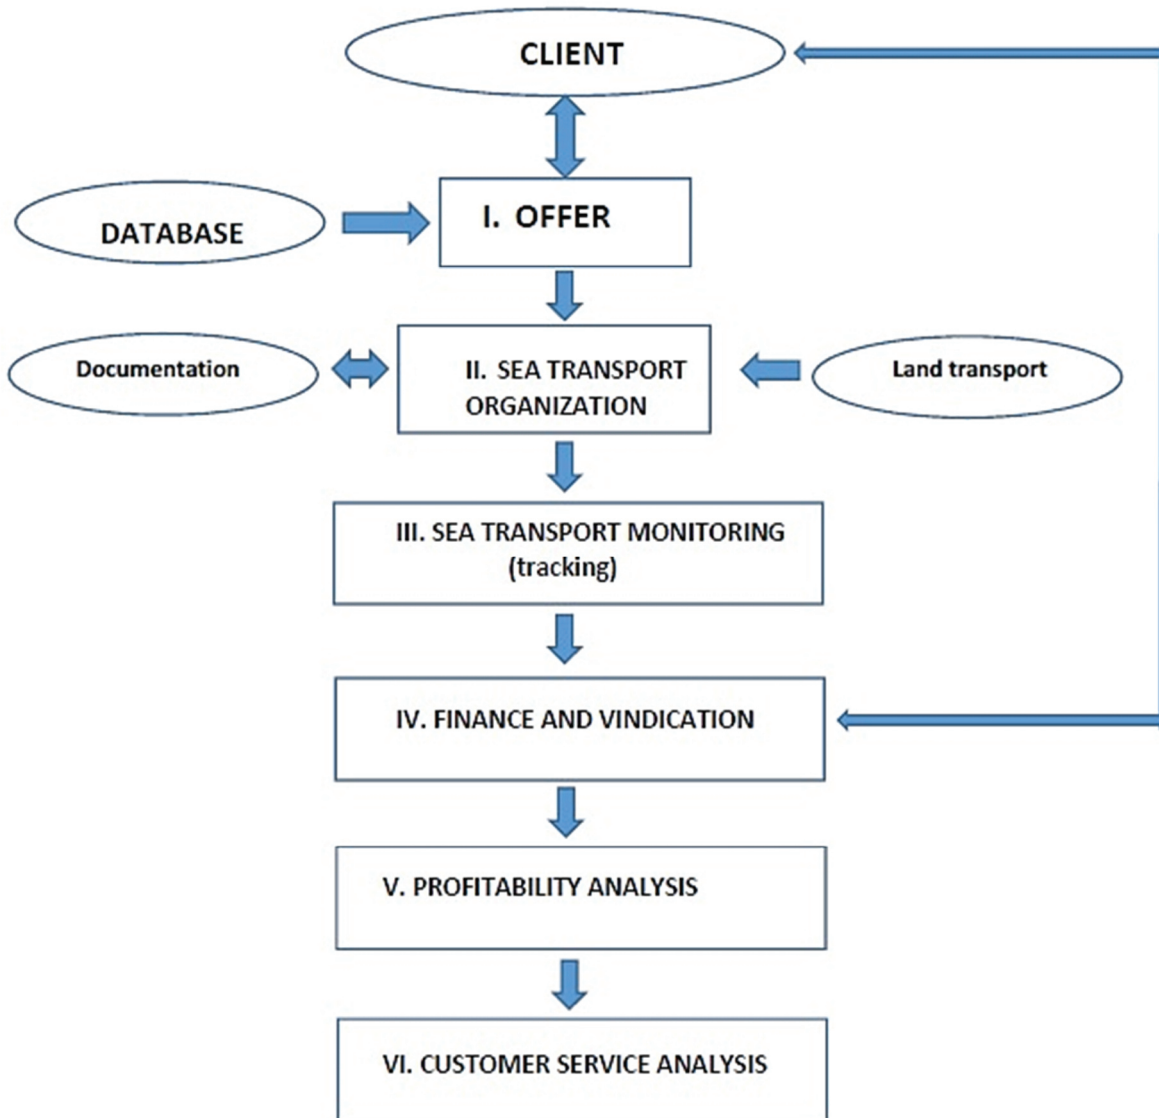 CLIENT
I. OFFER
DATABASE
Documentation
II. SEA TRANSPORT
ORGANIZATION
Land transport
III. SEA TRANSPORT MONITORING
(tracking)
IV. FINANCE AND VINDICATION
V. PROFITABILITY ANALYSIS
VI. CUSTOMER SERVICE ANALYSIS